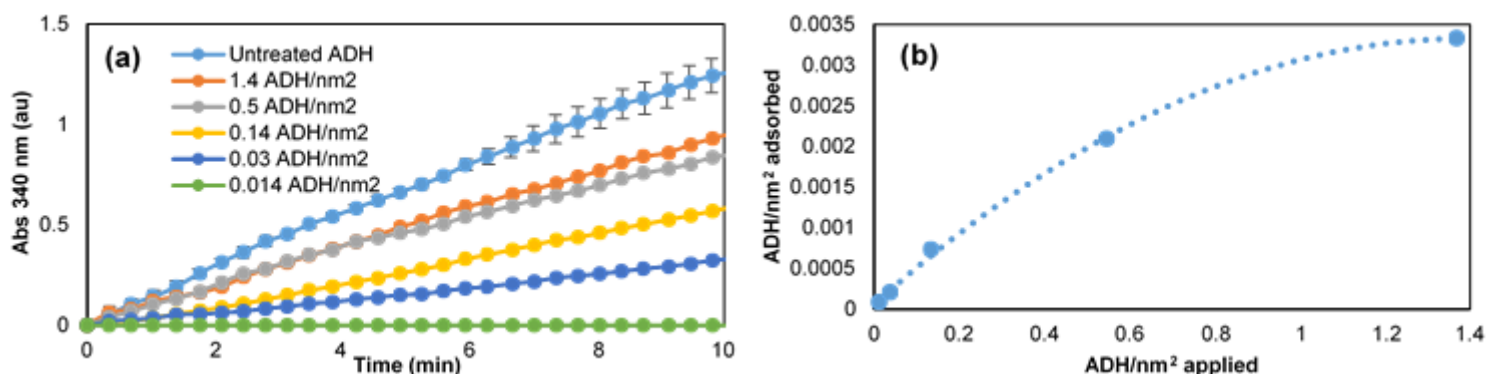 (a)
Untreated ADH
1.4 ADH/nm2
0.5 ADH/nm2
0.14 ADH/nm2
0.03 ADH/nm2
0.014 ADH/nm2
Abs 340 nm (au)
1.5
1
0.5
0
0 2 4 6 8 10
Time (min)
(b)
ADH/nm² adsorbed
0.0035
0.003
0.0025
0.002
0.0015
0.001
0.0005
0
0 0.2 0.4 0.6 0.8 1 1.2 1.4
ADH/nm² applied